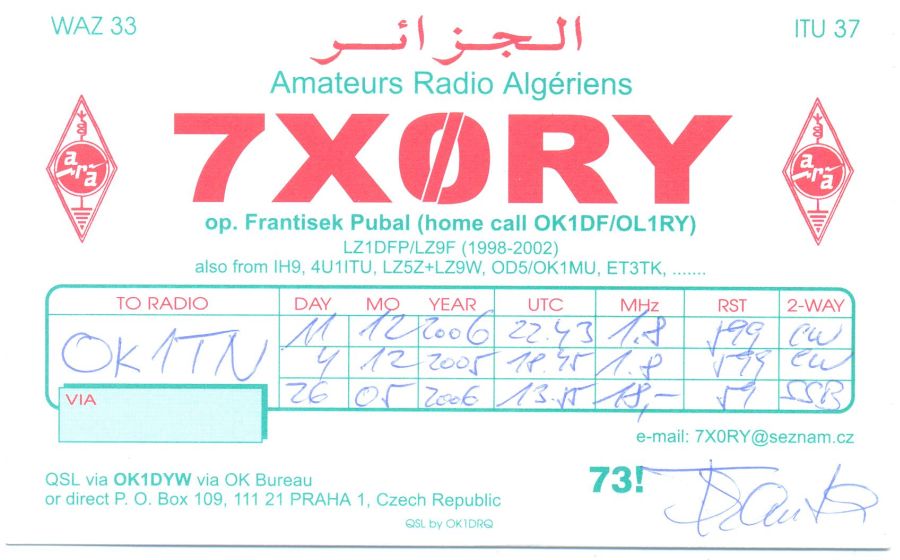 WAZ 33
الجزائر
ITU 37
Amateurs Radio Algériens
7X0RY
ara
ara
op. Frantisek Pubal (home call OK1DF/OL1RY)
LZ1DFP/LZ9F (1998-2002)
also from IH9, 4U1ITU, LZ5Z+LZ9W, OD5/OK1MU, ET3TK, .......
TO RADIO DAY MO YEAR UTC MHz RST 2-WAY
OK1TN
11 12 2006 22.43 1.8 599 CW
4 12 2005 18.45 1.8 599 CW
26 05 2006 13.55 18,- 59 SSB
VIA
e-mail: 7X0RY@seznam.cz
QSL via OK1DYW via OK Bureau
or direct P. O. Box 109, 111 21 PRAHA 1, Czech Republic
73!
QSL by OK1DRQ